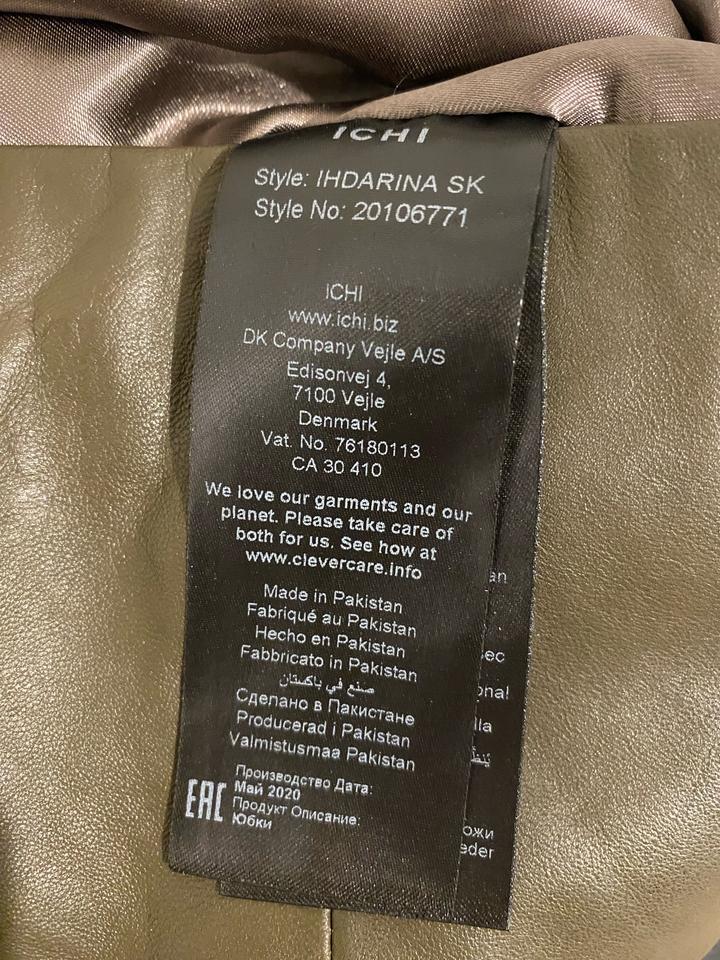 ICHI
Style: IHDARINA SK
Style No: 20106771
ICHI
www.ichi.biz
DK Company Vejle A/S
Edisonvej 4,
7100 Vejle
Denmark
Vat. No. 76180113
CA 30 410
We love our garments and our
planet. Please take care of
both for us. See how at
www.clevercare.info
Made in Pakistan
Fabriqué au Pakistan
Hecho en Pakistan
Fabbricato in Pakistan
صنع في باكستان
Сделано в Пакистане
Producerad i Pakistan
Valmistusmaa Pakistan
EAC
Производство Дата:
Май 2020
Продукт Описание:
Юбки